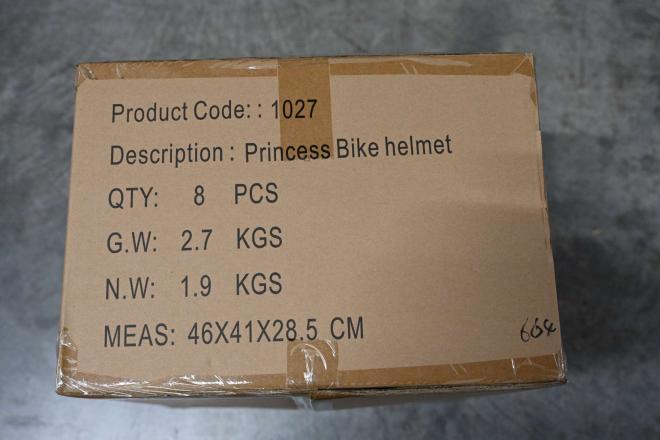 Product Code: : 1027
Description : Princess Bike helmet
QTY: 8 PCS
G.W: 2.7 KGS
N.W: 1.9 KGS
MEAS: 46X41X28.5 CM